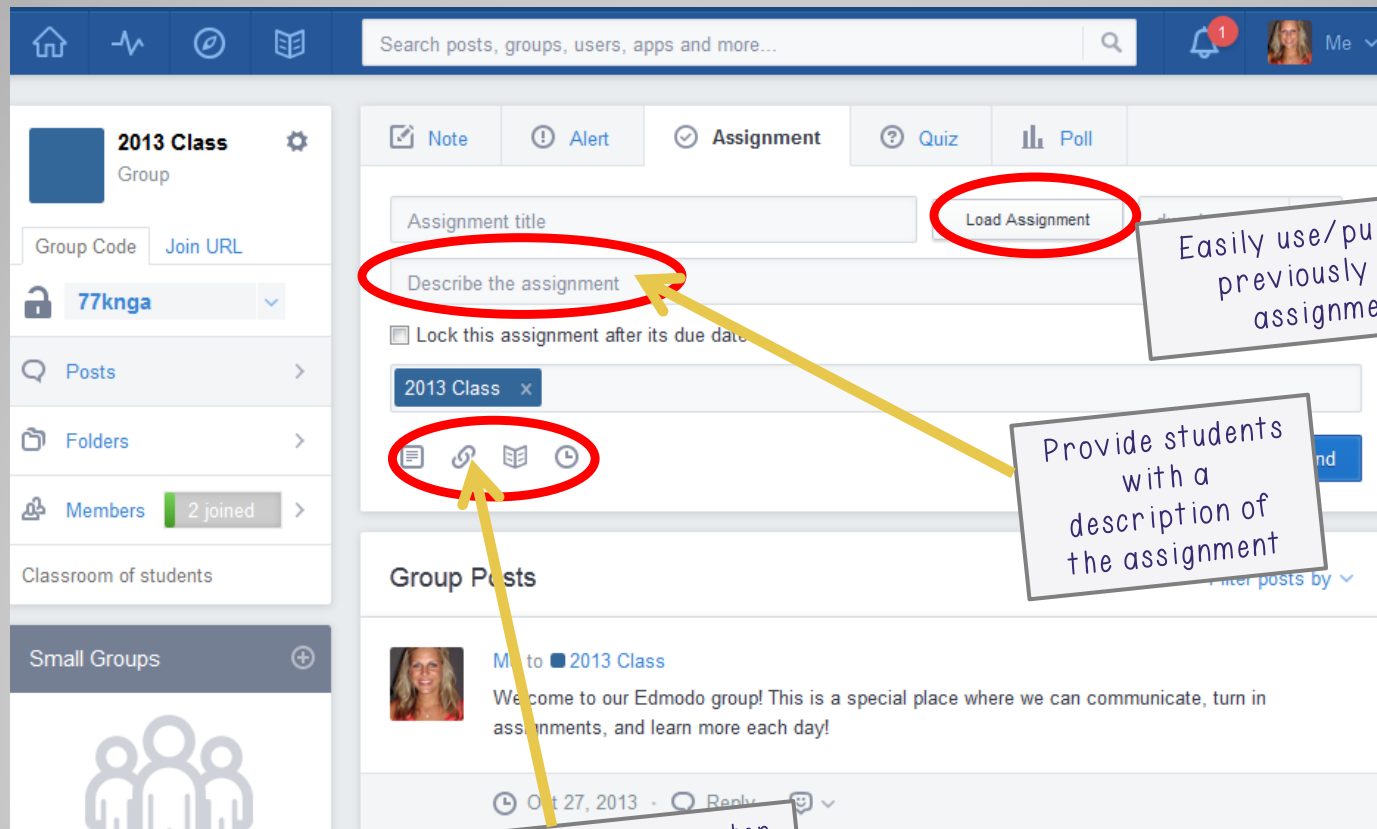 Search posts, groups, users, apps and more...
1
Me
2013 Class
Group
Group Code Join URL
77knga
Posts
Folders
Members 2 joined
Classroom of students
Small Groups
Note Alert Assignment Quiz Poll
Assignment title
Load Assignment
Easily use/pu
previously
assignme
Describe the assignment
Lock this assignment after its due date
2013 Class x
Provide students
with a
description of
the assignment
nd
Group Posts
Filter posts by
Me to 2013 Class
Welcome to our Edmodo group! This is a special place where we can communicate, turn in
assignments, and learn more each day!
Oct 27, 2013 · Reply